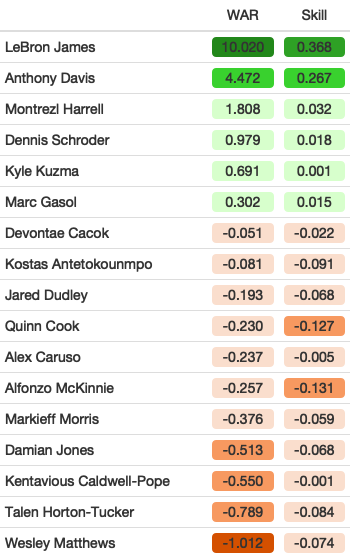 WAR Skill
LeBron James 10.020 0.368
Anthony Davis 4.472 0.267
Montrezl Harrell 1.808 0.032
Dennis Schroder 0.979 0.018
Kyle Kuzma 0.691 0.001
Marc Gasol 0.302 0.015
Devontae Cacok -0.051 -0.022
Kostas Antetokounmpo -0.081 -0.091
Jared Dudley -0.193 -0.068
Quinn Cook -0.230 -0.127
Alex Caruso -0.237 -0.005
Alfonzo McKinnie -0.257 -0.131
Markieff Morris -0.376 -0.059
Damian Jones -0.513 -0.068
Kentavious Caldwell-Pope -0.550 -0.001
Talen Horton-Tucker -0.789 -0.084
Wesley Matthews -1.012 -0.074